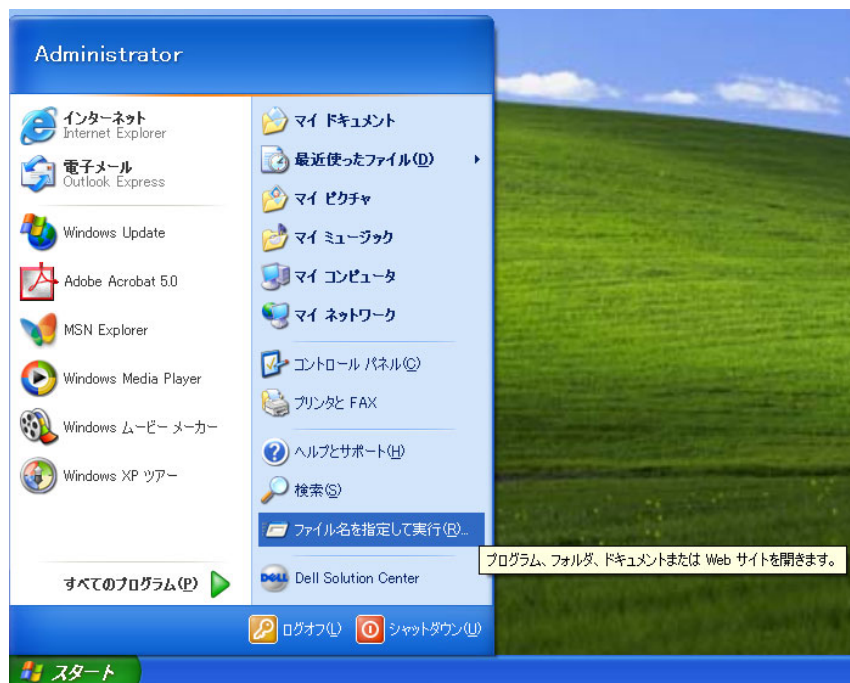 Administrator
インターネット
Internet Explorer
電子メール
Outlook Express
Windows Update
Adobe Acrobat 5.0
MSN Explorer
Windows Media Player
Windows ムービー メーカー
Windows XP ツアー
すべてのプログラム(P)
マイ ドキュメント
最近使ったファイル(D)
マイ ピクチャ
マイ ミュージック
マイ コンピュータ
マイ ネットワーク
コントロール パネル(C)
プリンタと FAX
ヘルプとサポート(H)
検索(S)
ファイル名を指定して実行(R)...
プログラム、フォルダ、ドキュメントまたは Web サイトを開きます。
DELL
Dell Solution Center
ログオフ(L)
シャットダウン(U)
スタート